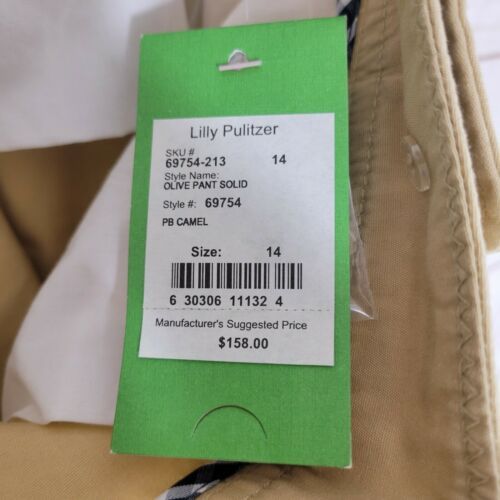 Lilly Pulitzer
SKU #
69754-213 14
Style Name:
OLIVE PANT SOLID
Style #: 69754
PB CAMEL
Size: 14
6 30306 11132 4
Manufacturer's Suggested Price
$158.00